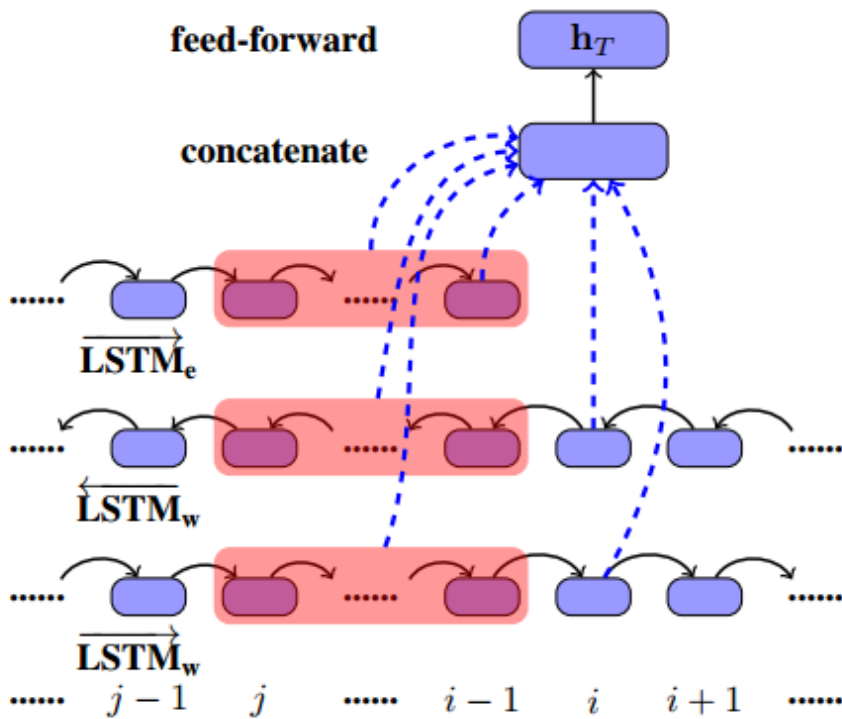 feed-forward h_T
concatenate
...... ......
→LSTM_e
...... ...... ......
←LSTM_w
...... ...... ......
→LSTM_w
...... j − 1 j ...... i − 1 i i + 1 ......